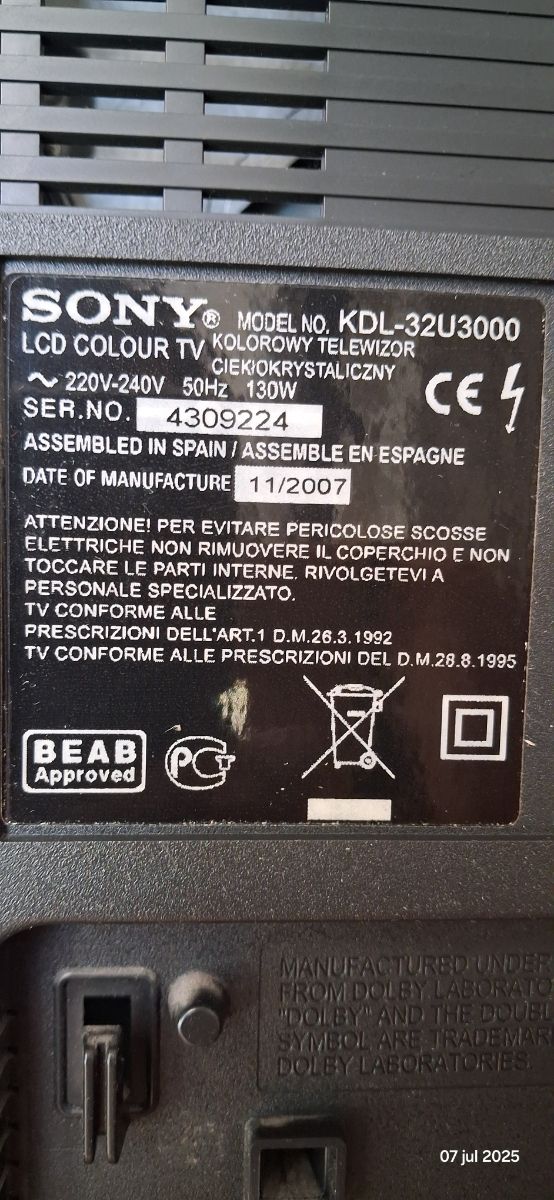 SONY® MODEL NO. KDL-32U3000
LCD COLOUR TV KOLOROWY TELEWIZOR
CIEKŁOKRYSTALICZNY
~ 220V-240V 50Hz 130W
CE
SER.NO. 4309224
ASSEMBLED IN SPAIN / ASSEMBLE EN ESPAGNE
DATE OF MANUFACTURE 11/2007
ATTENZIONE! PER EVITARE PERICOLOSE SCOSSE
ELETTRICHE NON RIMUOVERE IL COPERCHIO E NON
TOCCARE LE PARTI INTERNE. RIVOLGETEVI A
PERSONALE SPECIALIZZATO.
TV CONFORME ALLE
PRESCRIZIONI DELL'ART.1 D.M.26.3.1992
TV CONFORME ALLE PRESCRIZIONI DEL D.M.28.8.1995
BEAB
Approved
PCT
MANUFACTURED UNDER
FROM DOLBY LABORATO
"DOLBY" AND THE DOUBL
SYMBOL ARE TRADEMAR
DOLBY LABORATORIES.
07 jul 2025